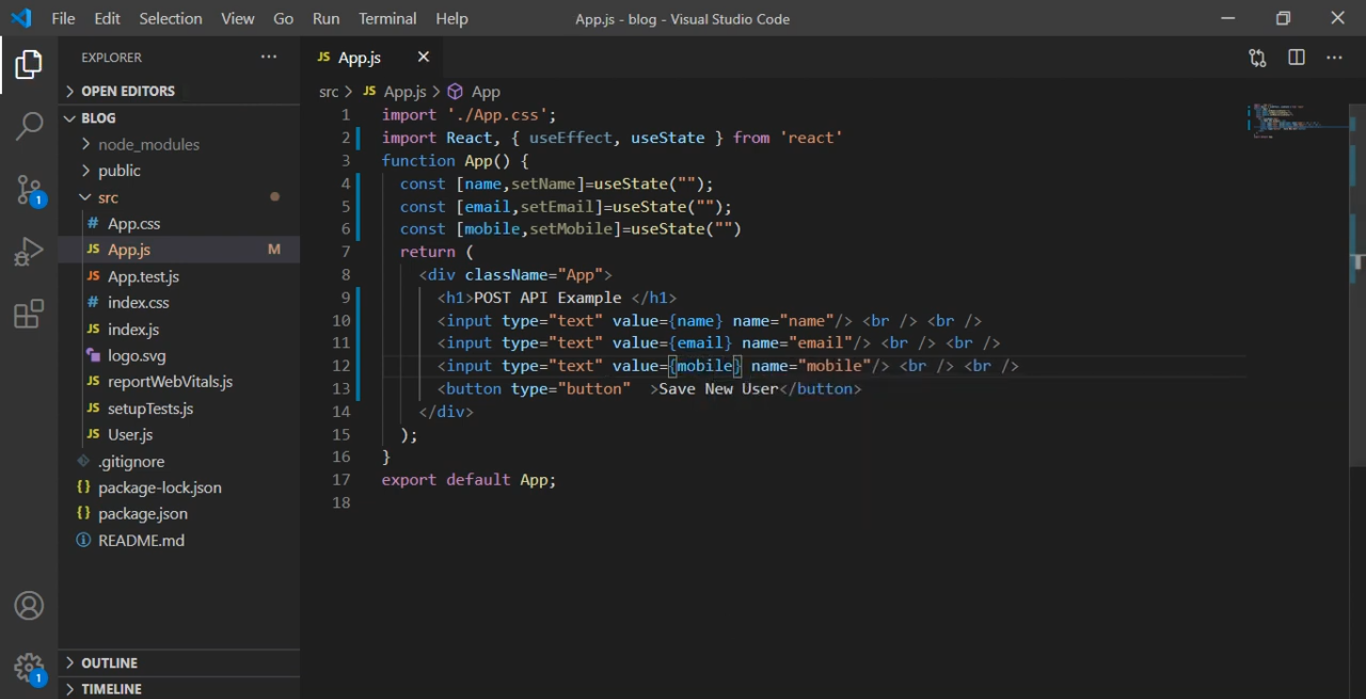 File Edit Selection View Go Run Terminal Help App.js - blog - Visual Studio Code
EXPLORER
OPEN EDITORS
BLOG
node_modules
public
src
# App.css
JS App.js M
JS App.test.js
# index.css
JS index.js
logo.svg
JS reportWebVitals.js
JS setupTests.js
JS User.js
.gitignore
{} package-lock.json
{} package.json
README.md
OUTLINE
TIMELINE
1
1
JS App.js
src > JS App.js > App
1 import './App.css';
2 import React, { useEffect, useState } from 'react'
3 function App() {
4 const [name,setName]=useState("");
5 const [email,setEmail]=useState("");
6 const [mobile,setMobile]=useState("")
7 return (
8 <div className="App">
9 <h1>POST API Example </h1>
10 <input type="text" value={name} name="name"/> <br /> <br />
11 <input type="text" value={email} name="email"/> <br /> <br />
12 <input type="text" value={mobile} name="mobile"/> <br /> <br />
13 <button type="button"  >Save New User</button>
14 </div>
15 );
16 }
17 export default App;
18